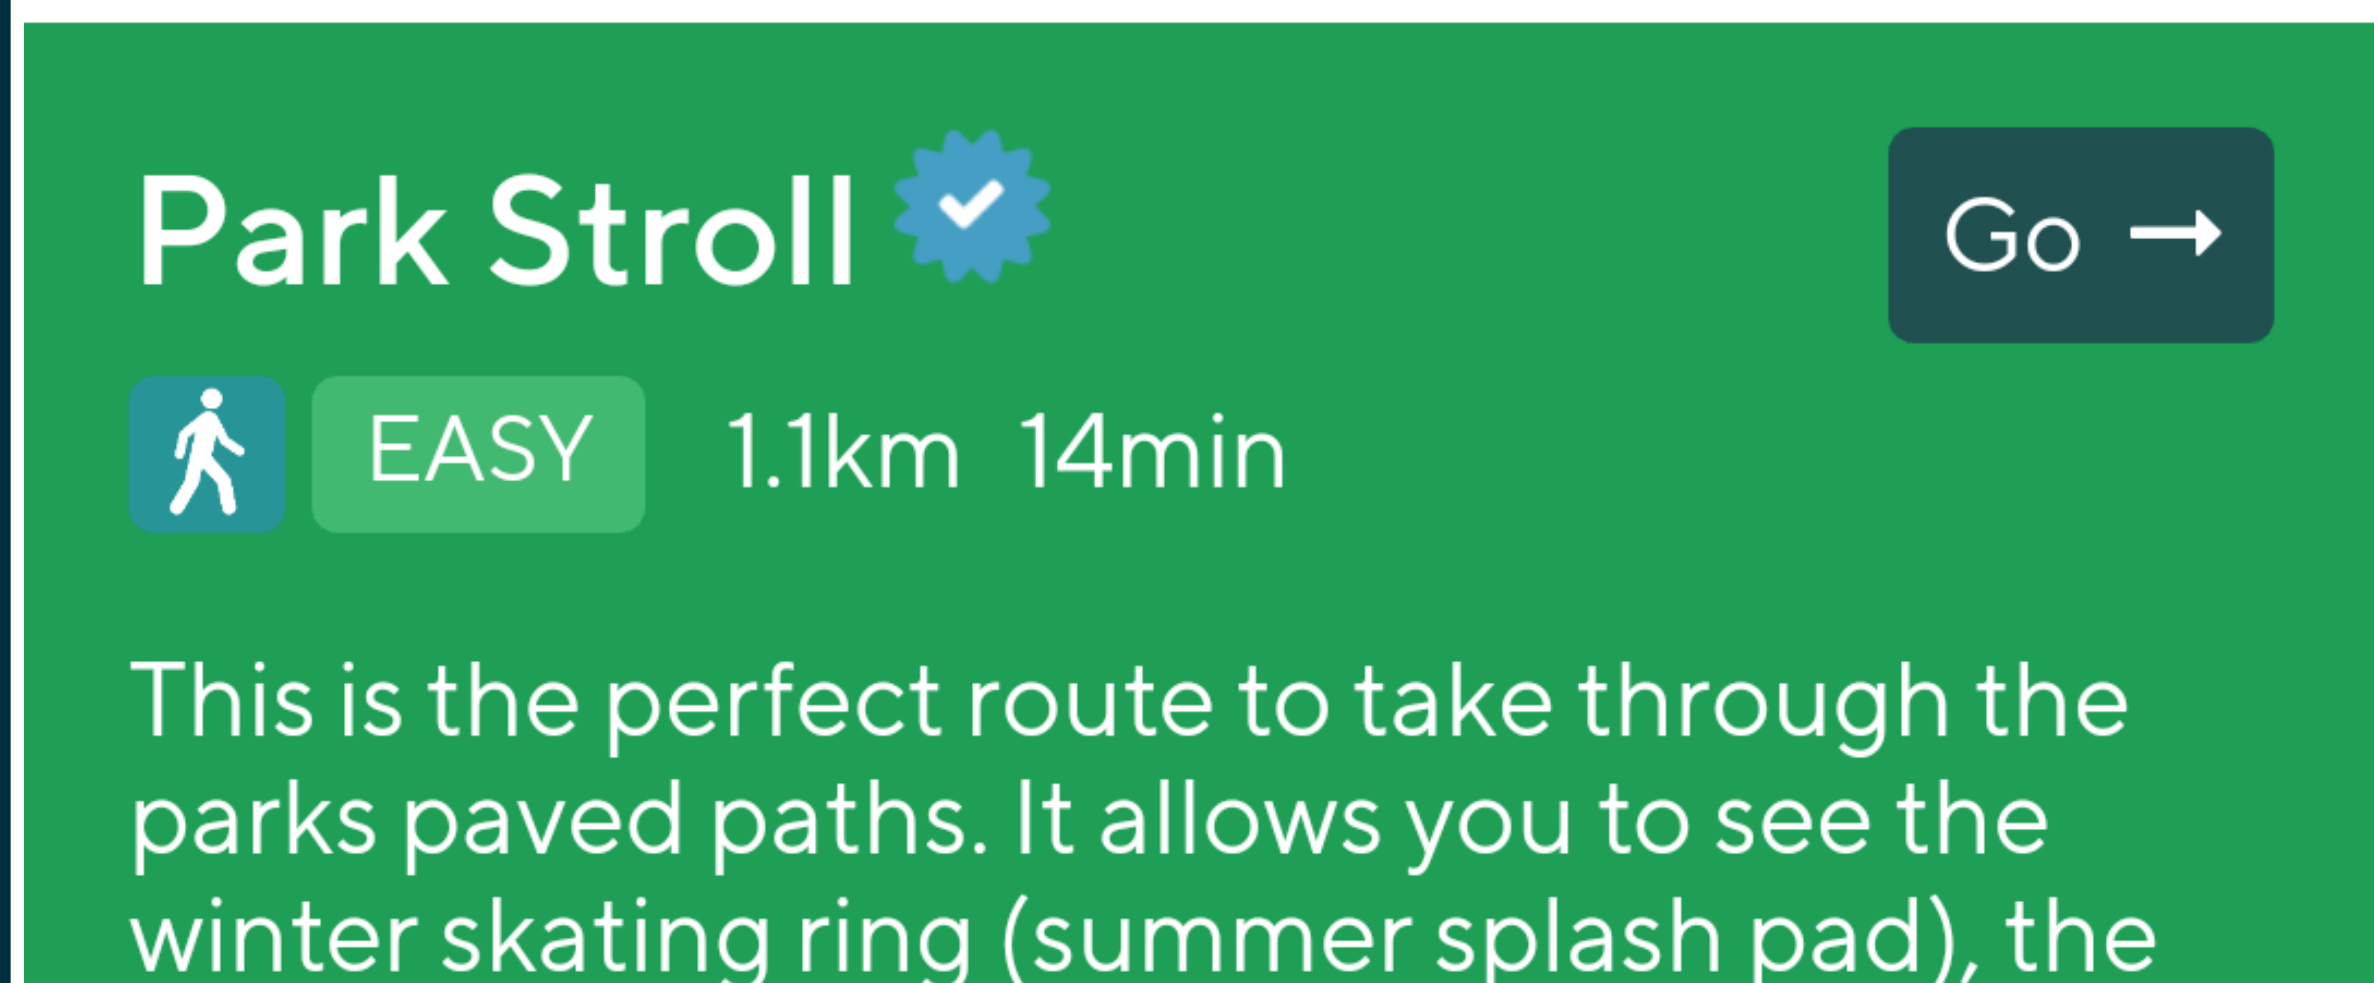 Park Stroll
Go →
EASY 1.1km 14min
This is the perfect route to take through the
parks paved paths. It allows you to see the
winter skating ring (summer splash pad), the